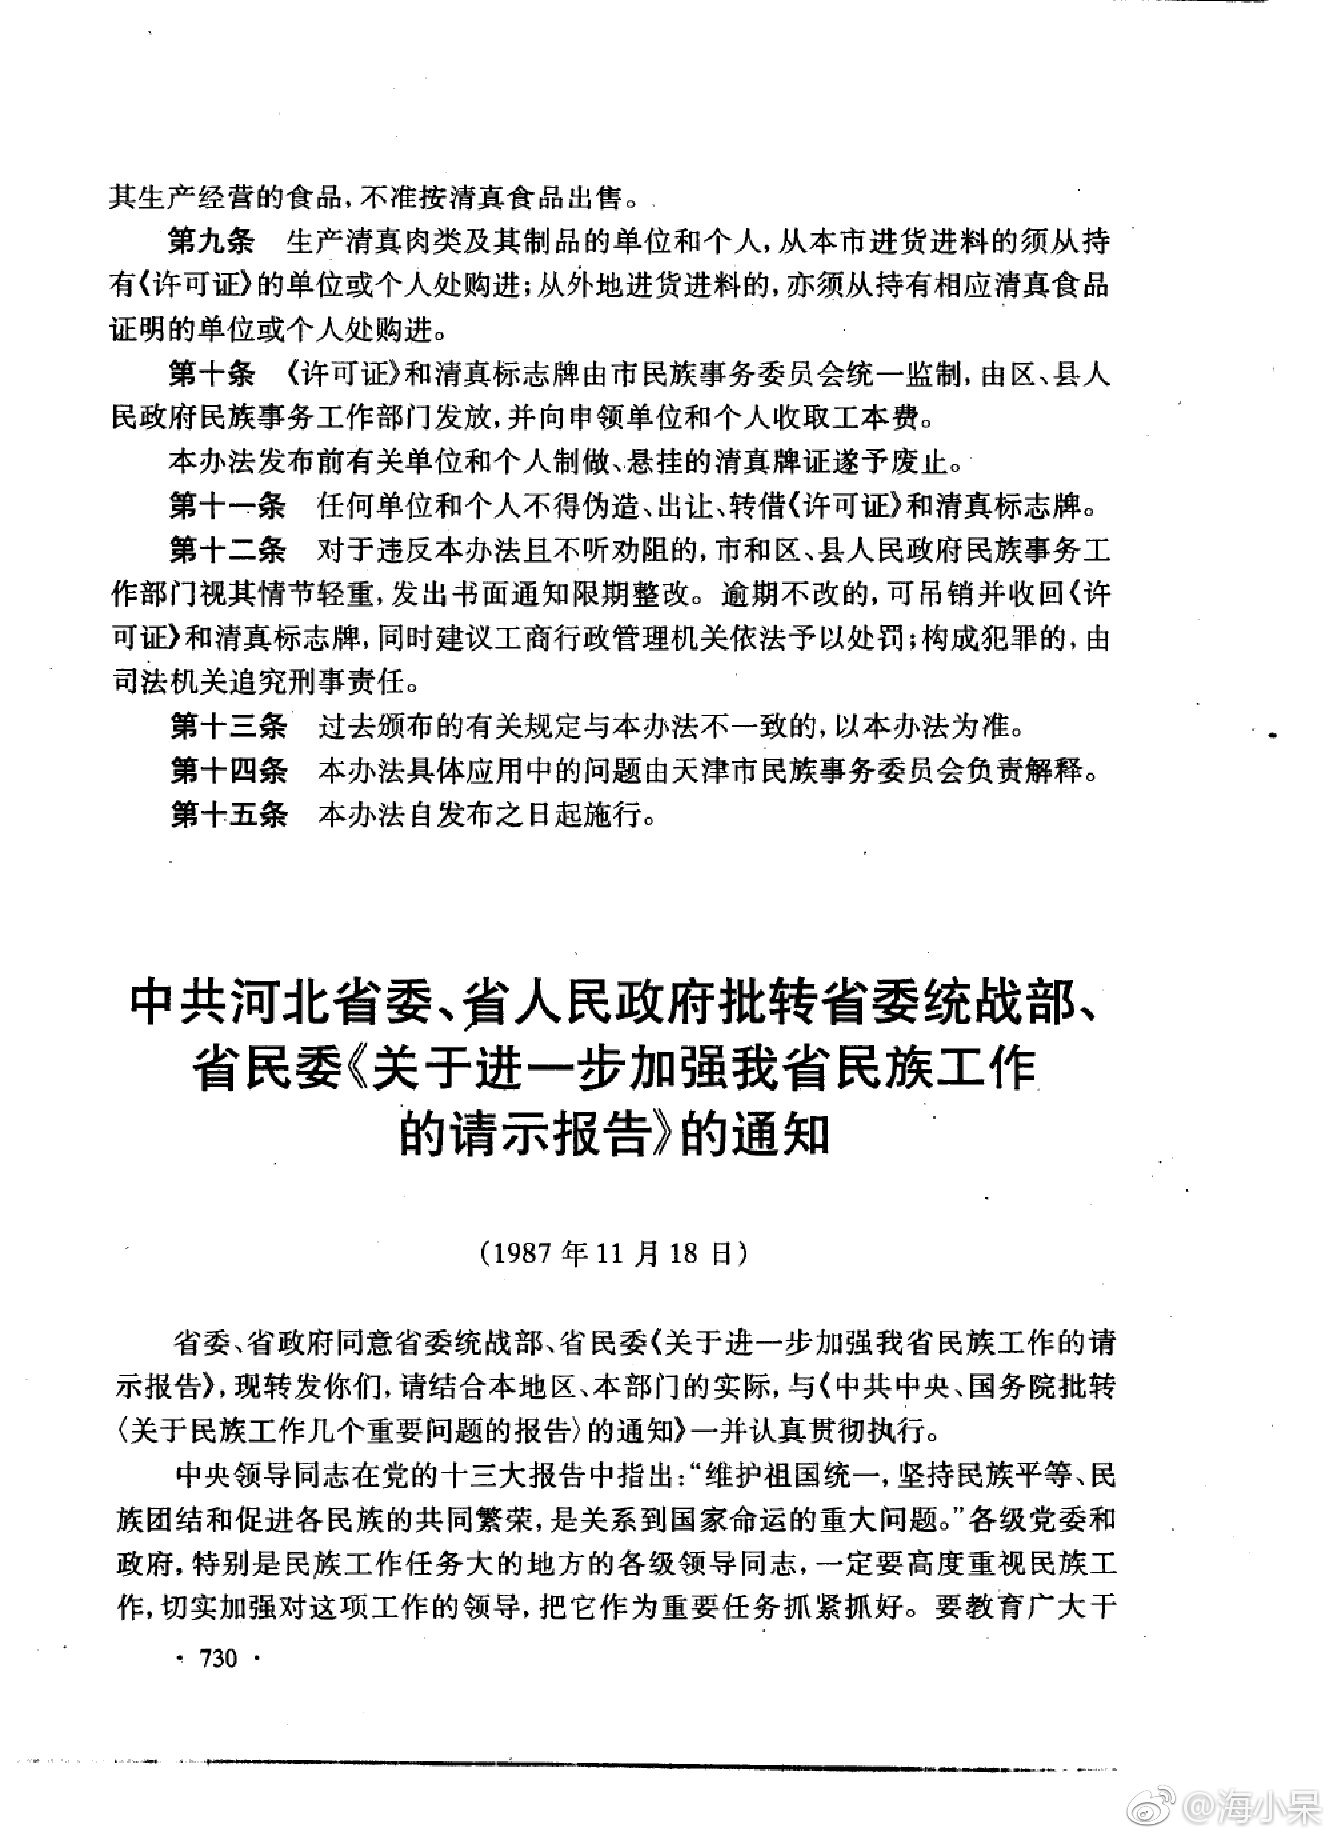 其生产经营的食品,不准按清真食品出售。
第九条 生产清真肉类及其制品的单位和个人,从本市进货进料的须从持
有《许可证》的单位或个人处购进;从外地进货进料的,亦须从持有相应清真食品
证明的单位或个人处购进。
第十条 《许可证》和清真标志牌由市民族事务委员会统一监制,由区、县人
民政府民族事务工作部门发放,并向申领单位和个人收取工本费。
本办法发布前有关单位和个人制做、悬挂的清真牌证遂予废止。
第十一条 任何单位和个人不得伪造、出让、转借《许可证》和清真标志牌。
第十二条 对于违反本办法且不听劝阻的,市和区、县人民政府民族事务工
作部门视其情节轻重,发出书面通知限期整改。逾期不改的,可吊销并收回《许
可证》和清真标志牌,同时建议工商行政管理机关依法予以处罚;构成犯罪的,由
司法机关追究刑事责任。
第十三条 过去颁布的有关规定与本办法不一致的,以本办法为准。
第十四条 本办法具体应用中的问题由天津市民族事务委员会负责解释。
第十五条 本办法自发布之日起施行。
中共河北省委、省人民政府批转省委统战部、
省民委《关于进一步加强我省民族工作
的请示报告》的通知
(1987年11月18日)
省委、省政府同意省委统战部、省民委《关于进一步加强我省民族工作的请
示报告》,现转发你们,请结合本地区、本部门的实际,与《中共中央、国务院批转
〈关于民族工作几个重要问题的报告〉的通知》一并认真贯彻执行。
中央领导同志在党的十三大报告中指出:“维护祖国统一,坚持民族平等、民
族团结和促进各民族的共同繁荣,是关系到国家命运的重大问题。”各级党委和
政府,特别是民族工作任务大的地方的各级领导同志,一定要高度重视民族工
作,切实加强对这项工作的领导,把它作为重要任务抓紧抓好。要教育广大干
· 730 ·
@海小呆